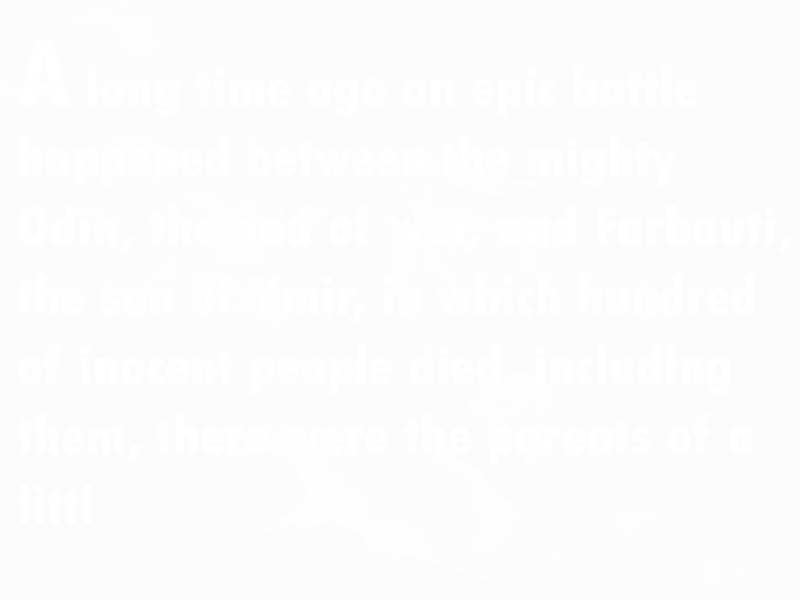 A long time ago an epic battle
happened between the mighty
Odin, the god of war, and Farbauti,
the son of Ymir, in which hundred
of inocent people died, including
them, there were the parents of a
littl